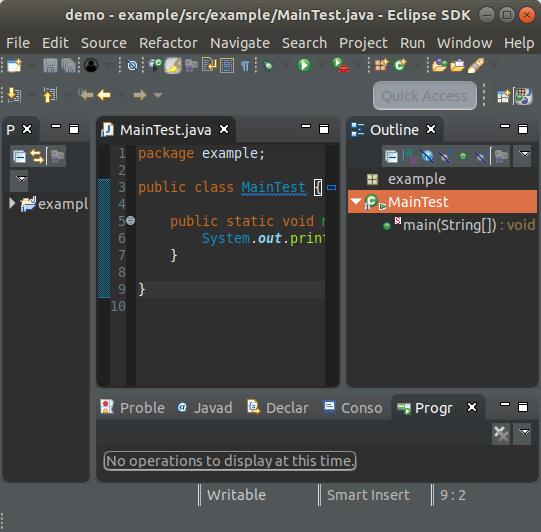 demo - example/src/example/MainTest.java - Eclipse SDK
File Edit Source Refactor Navigate Search Project Run Window Help
Quick Access
P
MainTest.java
Outline
exampl
1 package example;
2
3 public class MainTest {
4
5 public static void m
6 System.out.print
7 }
8
9 }
10
example
MainTest
main(String[]) : void
Proble
@ Javad
Declar
Conso
Progr
No operations to display at this time.
Writable
Smart Insert
9 : 2